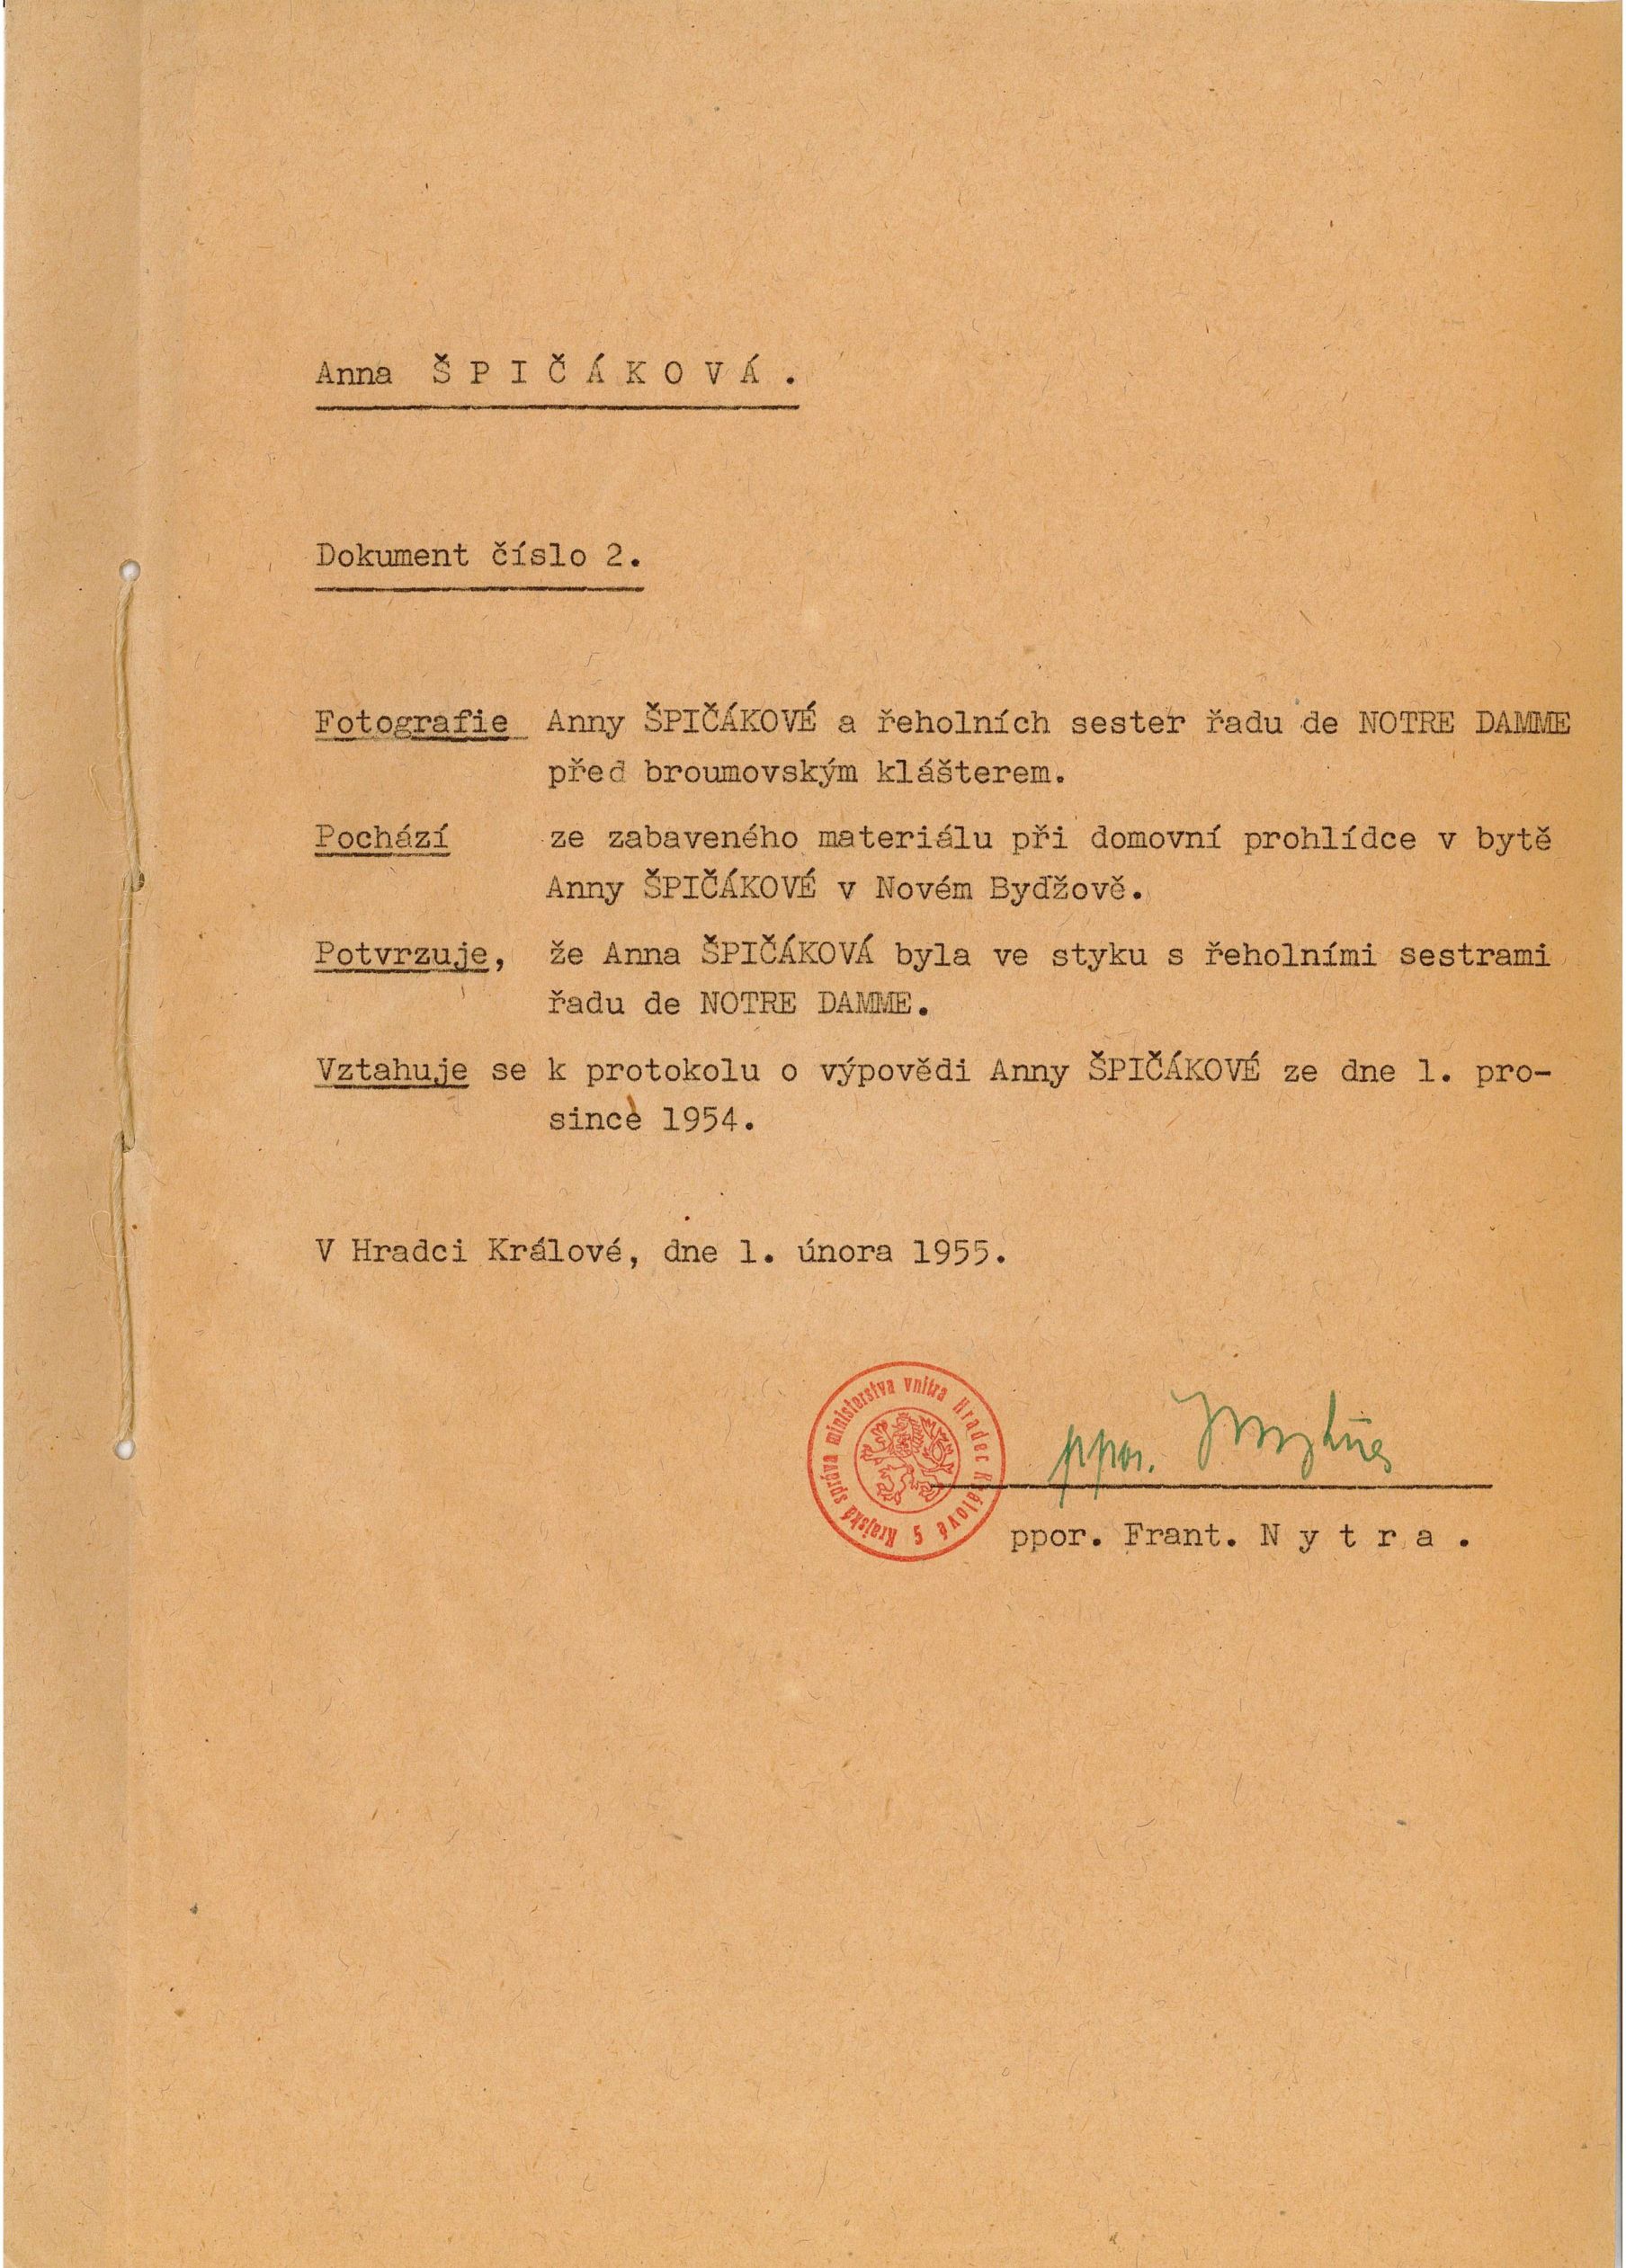 Anna ŠPIČÁKOVÁ.
Dokument číslo 2.
Fotografie Anny ŠPIČÁKOVÉ a řeholních sester řadu de NOTRE DAMME
před broumovským klášterem.
Pochází ze zabaveného materiálu při domovní prohlídce v bytě
Anny ŠPIČÁKOVÉ v Novém Bydžově.
Potvrzuje, že Anna ŠPIČÁKOVÁ byla ve styku s řeholními sestrami
řadu de NOTRE DAMME.
Vztahuje se k protokolu o výpovědi Anny ŠPIČÁKOVÉ ze dne 1. pro-
since 1954.
V Hradci Králové, dne 1. února 1955.
Krajská správa ministerstva vnitra Hradec Králové 5
ppor.
ppor. Frant. Nytra.